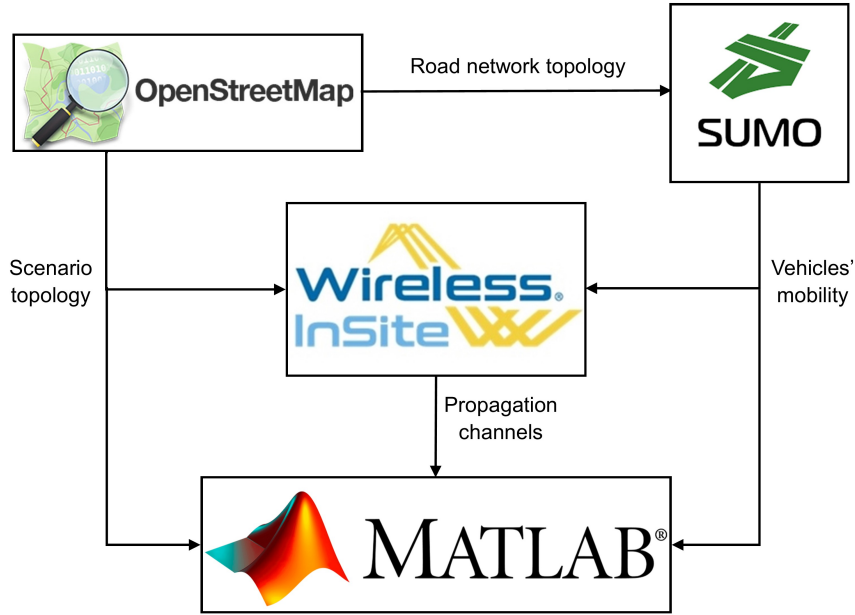 OpenStreetMap
Road network topology
SUMO
Scenario
topology
Wireless®
InSite
Vehicles’
mobility
Propagation
channels
MATLAB®